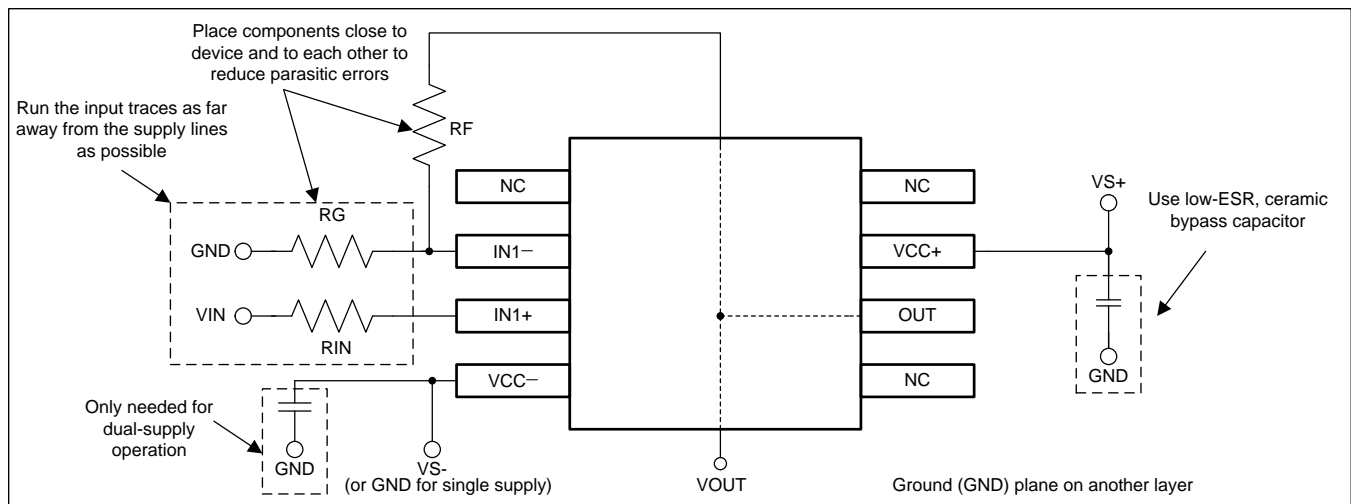 Place components close to
device and to each other to
reduce parasitic errors
Run the input traces as far
away from the supply lines
as possible
RF
NC
NC
VS+
Use low-ESR, ceramic
bypass capacitor
RG
GND
IN1−
VCC+
VIN
IN1+
OUT
RIN
VCC−
NC
GND
Only needed for
dual-supply
operation
GND
VS-
(or GND for single supply)
VOUT
Ground (GND) plane on another layer